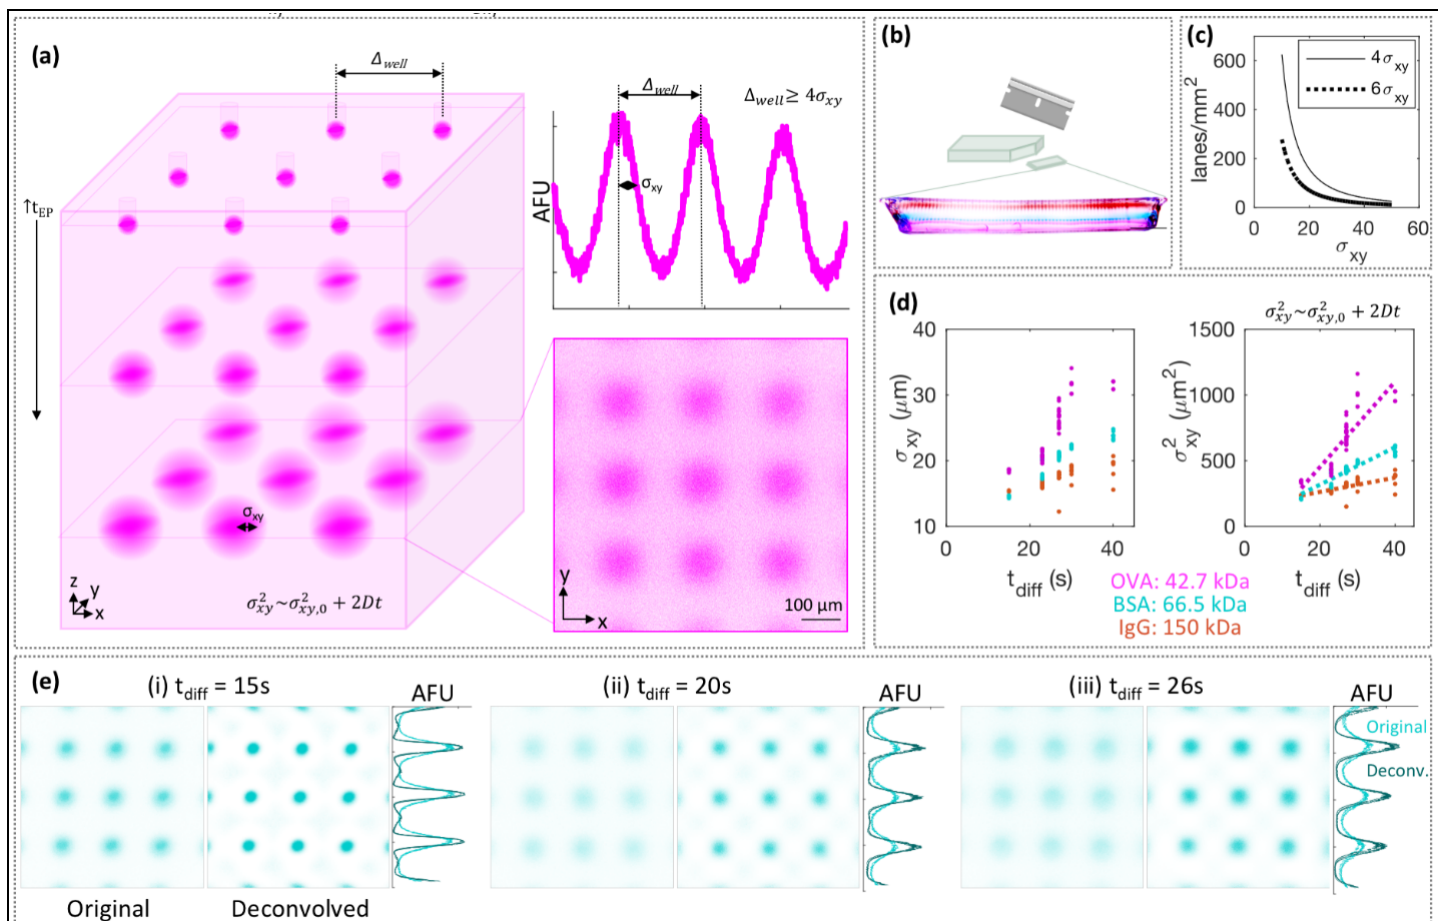 (a)
Δwell
↑tEP
σxy
z
y
x
σ²xy~σ²xy,0 + 2Dt
Δwell
Δwell ≥ 4σxy
σxy
AFU
y
x
100 μm
(b)
(c)
lanes/mm²
600
400
200
0
0 20 40 60
σxy
4σxy
6σxy
(d)
σxy (μm)
40
30
20
10
0 20 40
tdiff (s)
σ²xy~σ²xy,0 + 2Dt
σ²xy (μm²)
1500
1000
500
0
0 20 40
tdiff (s)
OVA: 42.7 kDa
BSA: 66.5 kDa
IgG: 150 kDa
(e)
(i) tdiff = 15s
AFU
(ii) tdiff = 20s
AFU
(iii) tdiff = 26s
AFU
Original
Deconv.
Original
Deconvolved